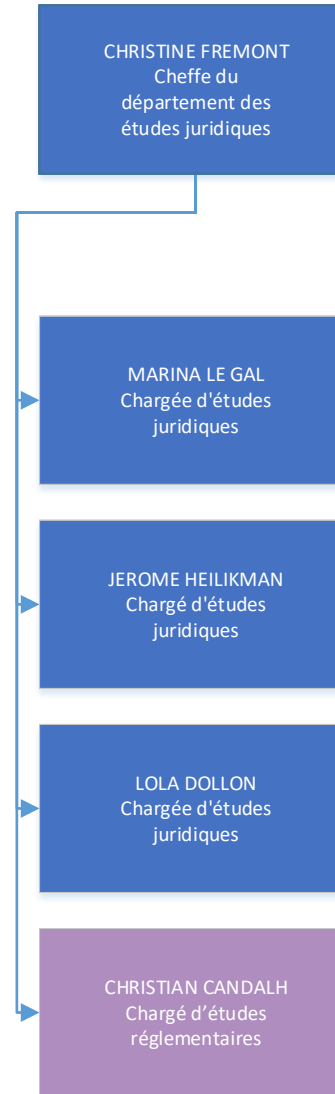 CHRISTINE FREMONT
Cheffe du
département des
études juridiques
MARINA LE GAL
Chargée d'études
juridiques
JEROME HEILIKMAN
Chargé d'études
juridiques
LOLA DOLLON
Chargée d'études
juridiques
CHRISTIAN CANDALH
Chargé d’études
réglementaires